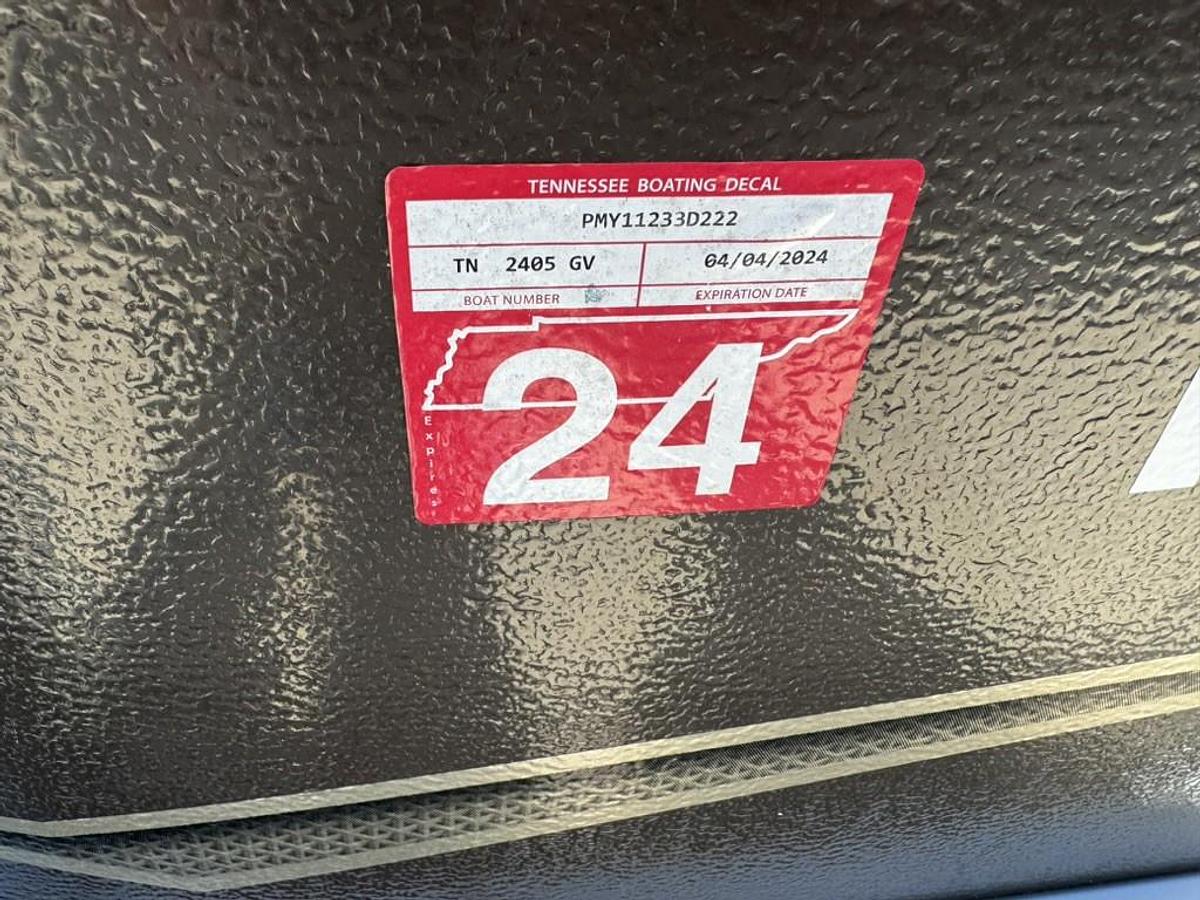 TENNESSEE BOATING DECAL
PMY11233D222
TN 2405 GV 04/04/2024
BOAT NUMBER EXPIRATION DATE
24
Expires